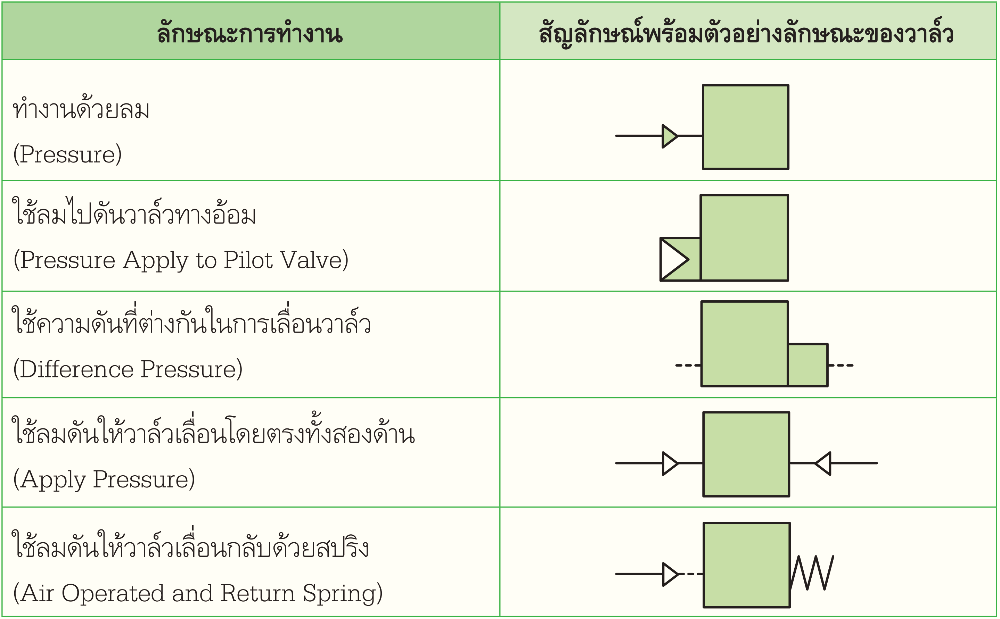 ลักษณะการทำงาน
สัญลักษณ์พร้อมตัวอย่างลักษณะของวาล์ว
ทำงานด้วยลม
(Pressure)
ใช้ลมไปดันวาล์วทางอ้อม
(Pressure Apply to Pilot Valve)
ใช้ความดันที่ต่างกันในการเลื่อนวาล์ว
(Difference Pressure)
ใช้ลมดันให้วาล์วเลื่อนโดยตรงทั้งสองด้าน
(Apply Pressure)
ใช้ลมดันให้วาล์วเลื่อนกลับด้วยสปริง
(Air Operated and Return Spring)